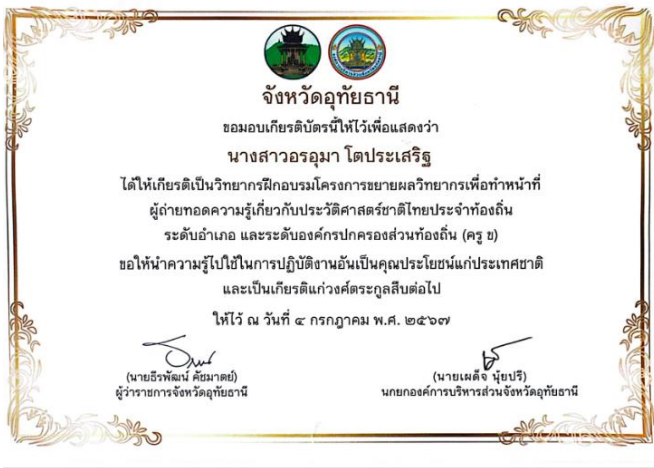 จังหวัดอุทัยธานี
ขอมอบเกียรติบัตรนี้ให้ไว้เพื่อแสดงว่า
นางสาวอรอุมา โตประเสริฐ
ได้ให้เกียรติเป็นวิทยากรฝึกอบรมโครงการขยายผลวิทยากรเพื่อทำหน้าที่
ผู้ถ่ายทอดความรู้เกี่ยวกับประวัติศาสตร์ชาติไทยประจำท้องถิ่น
ระดับอำเภอ และระดับองค์กรปกครองส่วนท้องถิ่น (ครู ข)
ขอให้นำความรู้ไปใช้ในการปฏิบัติงานอันเป็นคุณประโยชน์แก่ประเทศชาติ
และเป็นเกียรติแก่วงศ์ตระกูลสืบต่อไป
ให้ไว้ ณ วันที่ ๔ กรกฎาคม พ.ศ. ๒๕๖๗
(นายธีรพัฒน์ คัชมาตย์)
ผู้ว่าราชการจังหวัดอุทัยธานี
(นายเผด็จ นุ้ยปรี)
นกยกองค์การบริหารส่วนจังหวัดอุทัยธานี